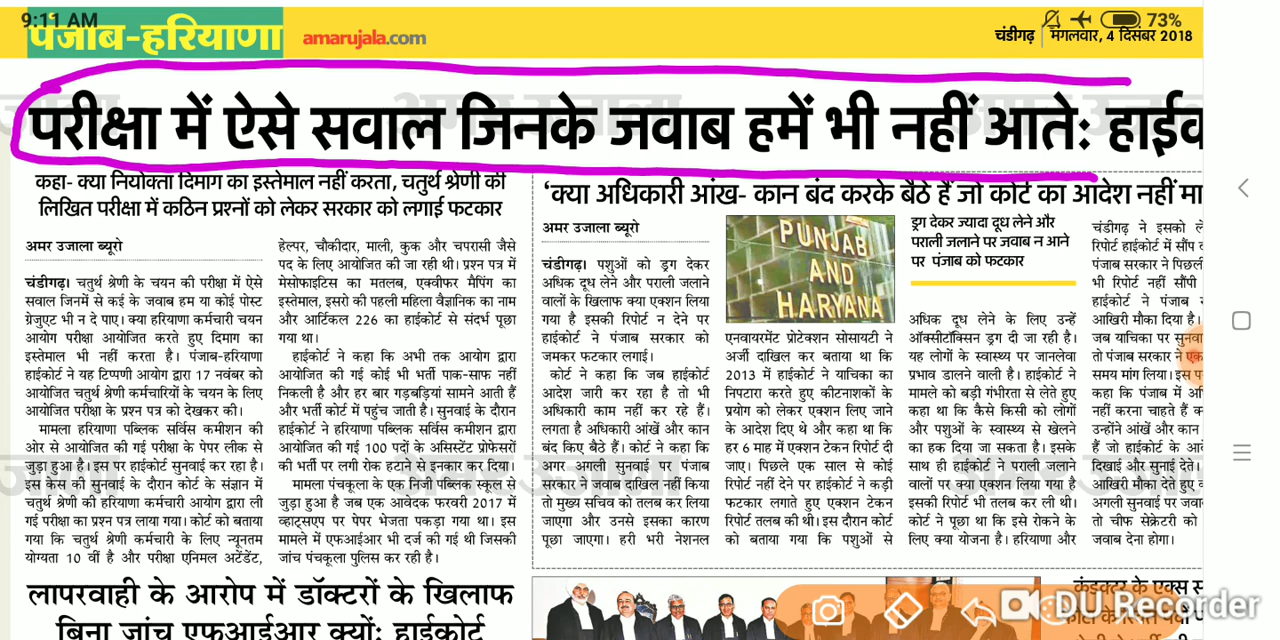 9:11 AM
73%
पंजाब-हरियाणा
amarujala.com
चंडीगढ़ | मंगलवार, 4 दिसंबर 2018
परीक्षा में ऐसे सवाल जिनके जवाब हमें भी नहीं आते: हाईक
कहा- क्या नियोक्ता दिमाग का इस्तेमाल नहीं करता, चतुर्थ श्रेणी की
लिखित परीक्षा में कठिन प्रश्नों को लेकर सरकार को लगाई फटकार
अमर उजाला ब्यूरो
चंडीगढ़। चतुर्थ श्रेणी के चयन की परीक्षा में ऐसे
सवाल जिनमें से कई के जवाब हम या कोई पोस्ट
ग्रेजुएट भी न दे पाए। क्या हरियाणा कर्मचारी चयन
आयोग परीक्षा आयोजित करते हुए दिमाग का
इस्तेमाल भी नहीं करता है। पंजाब-हरियाणा
हाईकोर्ट ने यह टिप्पणी आयोग द्वारा 17 नवंबर को
आयोजित चतुर्थ श्रेणी कर्मचारियों के चयन के लिए
आयोजित परीक्षा के प्रश्न पत्र को देखकर की।
मामला हरियाणा पब्लिक सर्विस कमीशन की
ओर से आयोजित की गई परीक्षा के पेपर लीक से
जुड़ा हुआ है। इस पर हाईकोर्ट सुनवाई कर रहा है।
इस केस की सुनवाई के दौरान कोर्ट के संज्ञान में
चतुर्थ श्रेणी की हरियाणा कर्मचारी आयोग द्वारा ली
गई परीक्षा का प्रश्न पत्र लाया गया। कोर्ट को बताया
गया कि चतुर्थ श्रेणी कर्मचारी के लिए न्यूनतम
योग्यता 10 वीं है और परीक्षा एनिमल अटेंडेंट,
हेल्पर, चौकीदार, माली, कुक और चपरासी जैसे
पद के लिए आयोजित की जा रही थी। प्रश्न पत्र में
मेसोफाइटिस का मतलब, एक्वीफर मैपिंग का
इस्तेमाल, इसरो की पहली महिला वैज्ञानिक का नाम
और आर्टिकल 226 का हाईकोर्ट से संदर्भ पूछा
गया था।
हाईकोर्ट ने कहा कि अभी तक आयोग द्वारा
आयोजित की गई कोई भी भर्ती पाक-साफ नहीं
निकली है और हर बार गड़बड़ियां सामने आती हैं
और भर्ती कोर्ट में पहुंच जाती है। सुनवाई के दौरान
हाईकोर्ट ने हरियाणा पब्लिक सर्विस कमीशन द्वारा
आयोजित की गई 100 पदों के असिस्टेंट प्रोफेसरों
की भर्ती पर लगी रोक हटाने से इनकार कर दिया।
मामला पंचकूला के एक निजी पब्लिक स्कूल से
जुड़ा हुआ है जब एक आवेदक फरवरी 2017 में
व्हाट्सएप पर पेपर भेजता पकड़ा गया था। इस
मामले में एफआईआर भी दर्ज की गई थी जिसकी
जांच पंचकूला पुलिस कर रही है।
लापरवाही के आरोप में डॉक्टरों के खिलाफ
बिना जांच एफआईआर क्यों: हाईकोर्ट
'क्या अधिकारी आंख- कान बंद करके बैठे हैं जो कोर्ट का आदेश नहीं मा
अमर उजाला ब्यूरो
चंडीगढ़। पशुओं को ड्रग देकर
अधिक दूध लेने और पराली जलाने
वालों के खिलाफ क्या एक्शन लिया
गया है इसकी रिपोर्ट न देने पर
हाईकोर्ट ने पंजाब सरकार को
जमकर फटकार लगाई।
कोर्ट ने कहा कि जब हाईकोर्ट
आदेश जारी कर रहा है तो भी
अधिकारी काम नहीं कर रहे हैं।
लगता है अधिकारी आंखें और कान
बंद किए बैठे हैं। कोर्ट ने कहा कि
अगर अगली सुनवाई पर पंजाब
सरकार ने जवाब दाखिल नहीं किया
तो मुख्य सचिव को तलब कर लिया
जाएगा और उनसे इसका कारण
पूछा जाएगा। हरी भरी नेशनल
PUNJAB
AND
HARYANA
एनवायरमेंट प्रोटेक्शन सोसायटी ने
अर्जी दाखिल कर बताया था कि
2013 में हाईकोर्ट ने याचिका का
निपटारा करते हुए कीटनाशकों के
प्रयोग को लेकर एक्शन लिए जाने
के आदेश दिए थे और कहा था कि
हर 6 माह में एक्शन टेकन रिपोर्ट दी
जाए। पिछले एक साल से कोई
रिपोर्ट नहीं देने पर हाईकोर्ट ने कड़ी
फटकार लगाते हुए एक्शन टेकन
रिपोर्ट तलब की थी। इस दौरान कोर्ट
को बताया गया कि पशुओं से
ड्रग देकर ज्यादा दूध लेने और
पराली जलाने पर जवाब न आने
पर पंजाब को फटकार
अधिक दूध लेने के लिए उन्हें
ऑक्सीटॉक्सिन ड्रग दी जा रही है।
यह लोगों के स्वास्थ्य पर जानलेवा
प्रभाव डालने वाली है। हाईकोर्ट ने
मामले को बड़ी गंभीरता से लेते हुए
कहा था कि कैसे किसी को लोगों
और पशुओं के स्वास्थ्य से खेलने
का हक दिया जा सकता है। इसके
साथ ही हाईकोर्ट ने पराली जलाने
वालों पर क्या एक्शन लिया गया है
इसकी रिपोर्ट भी तलब कर ली थी।
कोर्ट ने पूछा था कि इसे रोकने के
लिए क्या योजना है। हरियाणा और
चंडीगढ़ ने इसको ले
रिपोर्ट हाईकोर्ट में सौंप
पंजाब सरकार ने पिछली
भी रिपोर्ट नहीं सौंपी
हाईकोर्ट ने पंजाब
आखिरी मौका दिया है।
जब याचिका पर सुनवा
तो पंजाब सरकार ने एक
समय मांग लिया। इस
कहा कि पंजाब में
नहीं करना चाहते हैं
उन्होंने आंखें और कान
हैं जो हाईकोर्ट के आदे
दिखाई और सुनाई देते।
आखिरी मौका देते हुए
अगली सुनवाई पर जवा
तो चीफ सेक्रेटरी को
जवाब देना होगा।
कंडक्टर के एक्स
DU Recorder